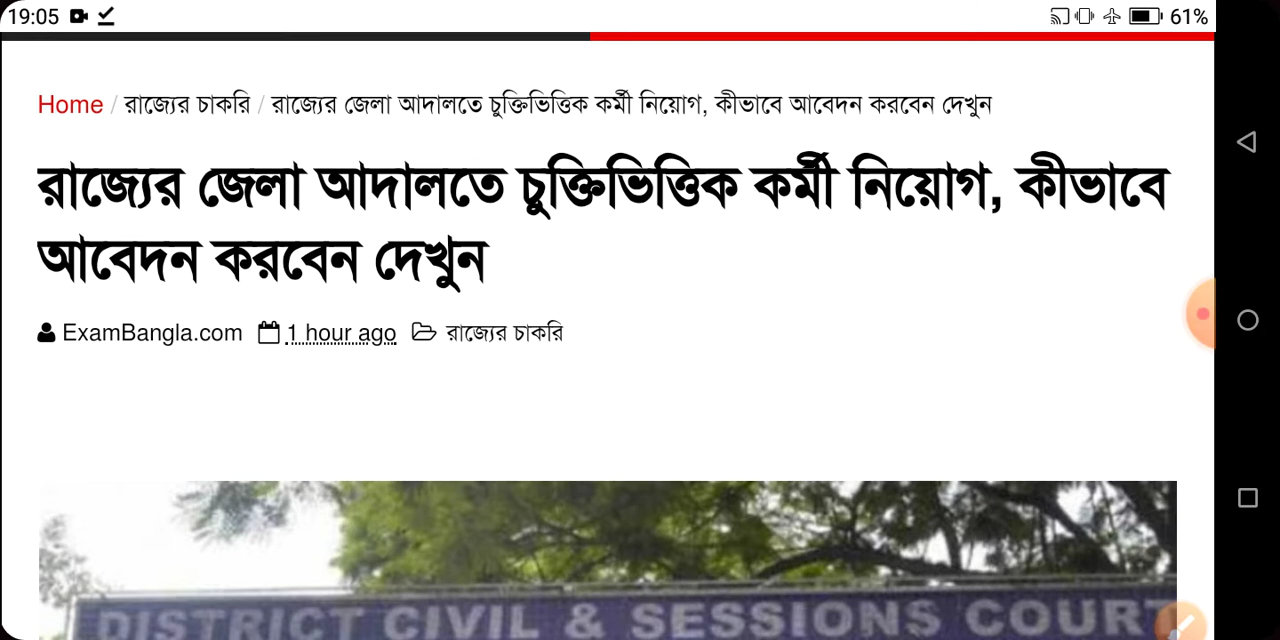 19:05 61%
Home / রাজ্যের চাকরি / রাজ্যের জেলা আদালতে চুক্তিভিত্তিক কর্মী নিয়োগ, কীভাবে আবেদন করবেন দেখুন
রাজ্যের জেলা আদালতে চুক্তিভিত্তিক কর্মী নিয়োগ, কীভাবে
আবেদন করবেন দেখুন
ExamBangla.com 1 hour ago রাজ্যের চাকরি
DISTRICT CIVIL & SESSIONS COURT